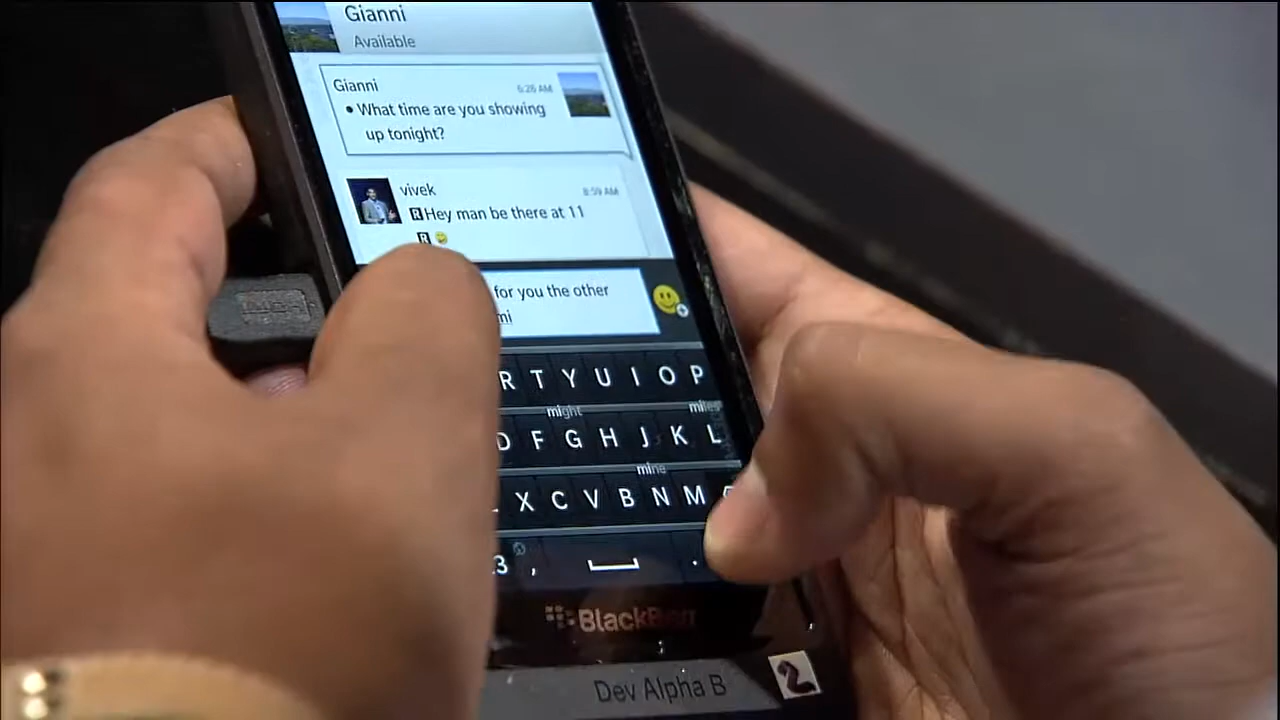 Gianni
Available
Gianni 6:26 AM
• What time are you showing
up tonight?
vivek 8:59 AM
R Hey man be there at 11
R
for you the other
mi
R T Y U I O P
might miles
D F G H J K L
mine
X C V B N M
3 , .
BlackBerr
Dev Alpha B
2